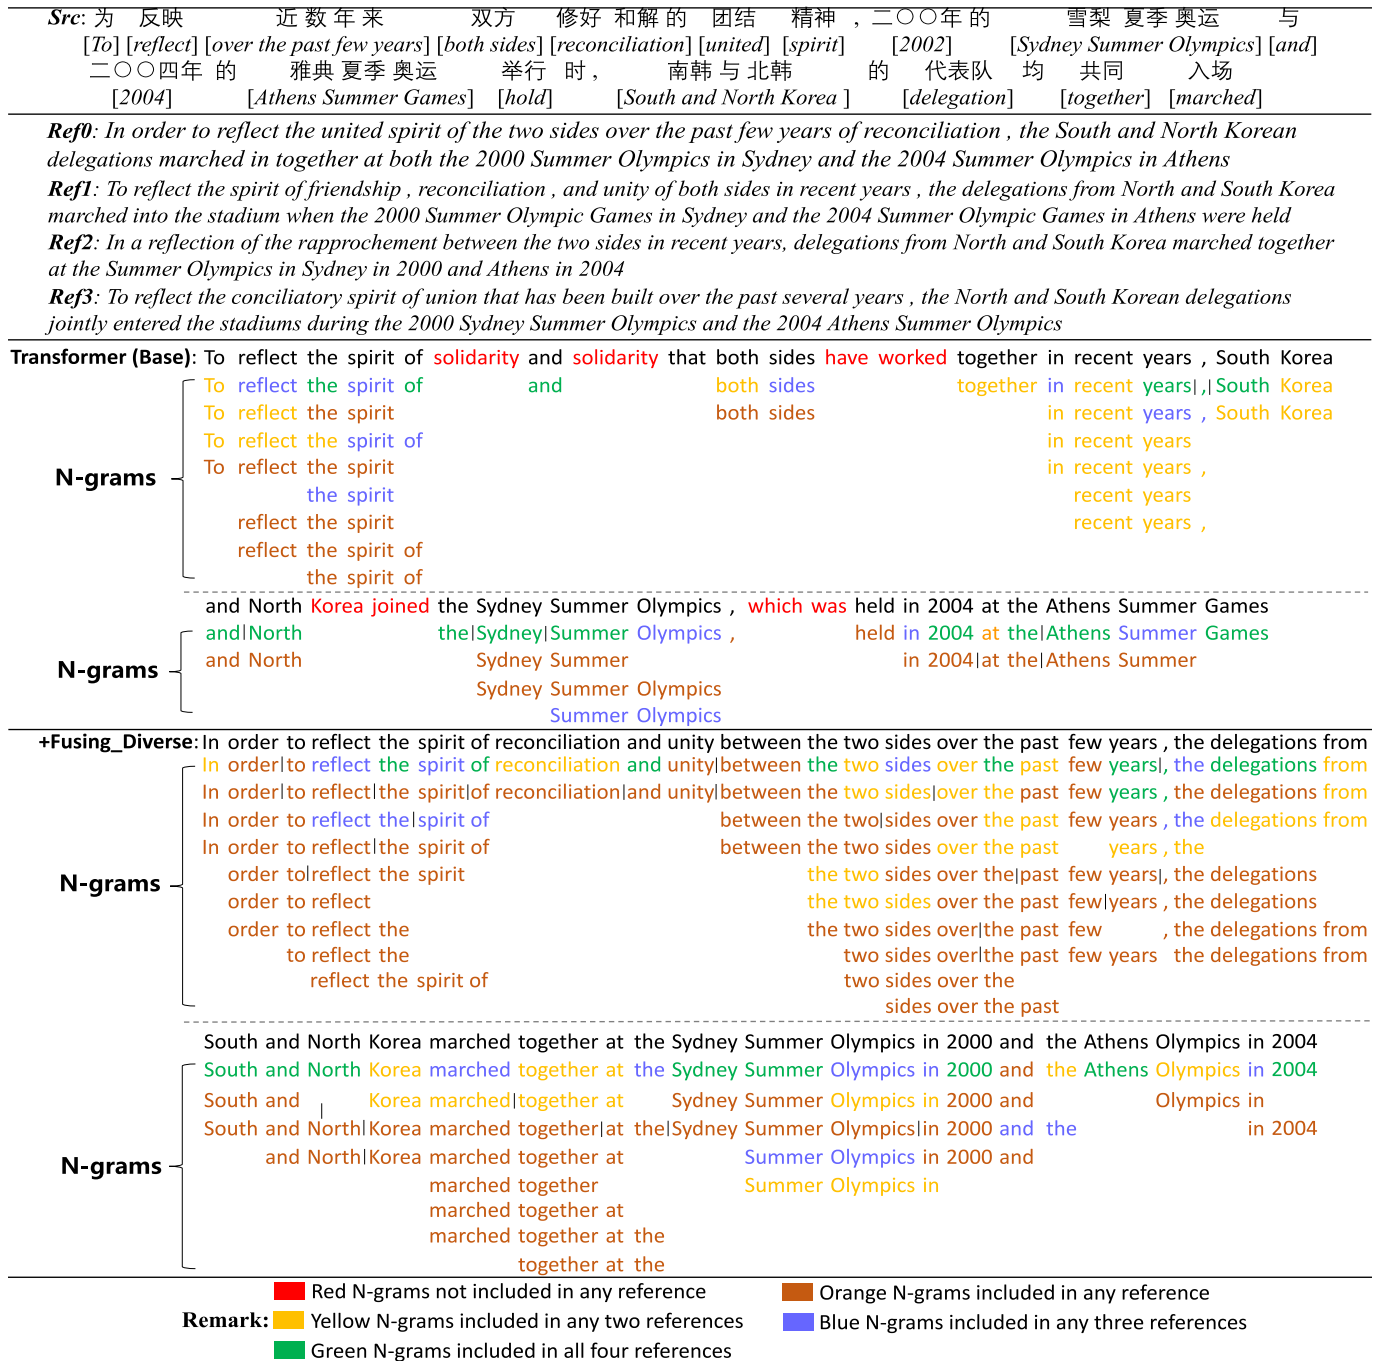 Src: 为 反映 近 数 年 来 双方 修好 和解 的 团结 精神 , 二〇〇年 的 雪梨 夏季 奥运 与
[To] [reflect] [over the past few years] [both sides] [reconciliation] [united] [spirit] [2002] [Sydney Summer Olympics] [and]
二〇〇四年 的 雅典 夏季 奥运 举行 时 , 南韩 与 北韩 的 代表队 均 共同 入场
[2004] [Athens Summer Games] [hold] [South and North Korea ] [delegation] [together] [marched]
Ref0: In order to reflect the united spirit of the two sides over the past few years of reconciliation , the South and North Korean
delegations marched in together at both the 2000 Summer Olympics in Sydney and the 2004 Summer Olympics in Athens
Ref1: To reflect the spirit of friendship , reconciliation , and unity of both sides in recent years , the delegations from North and South Korea
marched into the stadium when the 2000 Summer Olympic Games in Sydney and the 2004 Summer Olympic Games in Athens were held
Ref2: In a reflection of the rapprochement between the two sides in recent years, delegations from North and South Korea marched together
at the Summer Olympics in Sydney in 2000 and Athens in 2004
Ref3: To reflect the conciliatory spirit of union that has been built over the past several years , the North and South Korean delegations
jointly entered the stadiums during the 2000 Sydney Summer Olympics and the 2004 Athens Summer Olympics
Transformer (Base): To reflect the spirit of solidarity and solidarity that both sides have worked together in recent years , South Korea
To reflect the spirit of and both sides together in recent years|,|South Korea
To reflect the spirit both sides in recent years , South Korea
To reflect the spirit of in recent years
N-grams
To reflect the spirit in recent years ,
the spirit recent years
reflect the spirit recent years ,
reflect the spirit of
the spirit of
and North Korea joined the Sydney Summer Olympics , which was held in 2004 at the Athens Summer Games
and|North the|Sydney|Summer Olympics , held in 2004 at the|Athens Summer Games
and North Sydney Summer in 2004|at the|Athens Summer
N-grams
Sydney Summer Olympics
Summer Olympics
+Fusing_Diverse: In order to reflect the spirit of reconciliation and unity between the two sides over the past few years , the delegations from
In order|to reflect the spirit of reconciliation and unity|between the two sides over the past few years|, the delegations from
In order|to reflect|the spirit|of reconciliation|and unity|between the two sides|over the past few years , the delegations from
In order to reflect the|spirit of between the two|sides over the past few years , the delegations from
In order to reflect|the spirit of between the two sides over the past years , the
order to|reflect the spirit the two sides over the|past few years|, the delegations
N-grams
order to reflect the two sides over the past few|years , the delegations
order to reflect the the two sides over|the past few , the delegations from
to reflect the two sides over|the past few years the delegations from
reflect the spirit of two sides over the
sides over the past
South and North Korea marched together at the Sydney Summer Olympics in 2000 and the Athens Olympics in 2004
South and North Korea marched together at the Sydney Summer Olympics in 2000 and the Athens Olympics in 2004
South and | Korea marched|together at Sydney Summer Olympics in 2000 and Olympics in
South and North|Korea marched together|at the|Sydney Summer Olympics|in 2000 and the in 2004
N-grams
and North|Korea marched together at Summer Olympics in 2000 and
marched together Summer Olympics in
marched together at
marched together at the
together at the
Red N-grams not included in any reference Orange N-grams included in any reference
Remark: Yellow N-grams included in any two references Blue N-grams included in any three references
Green N-grams included in all four references